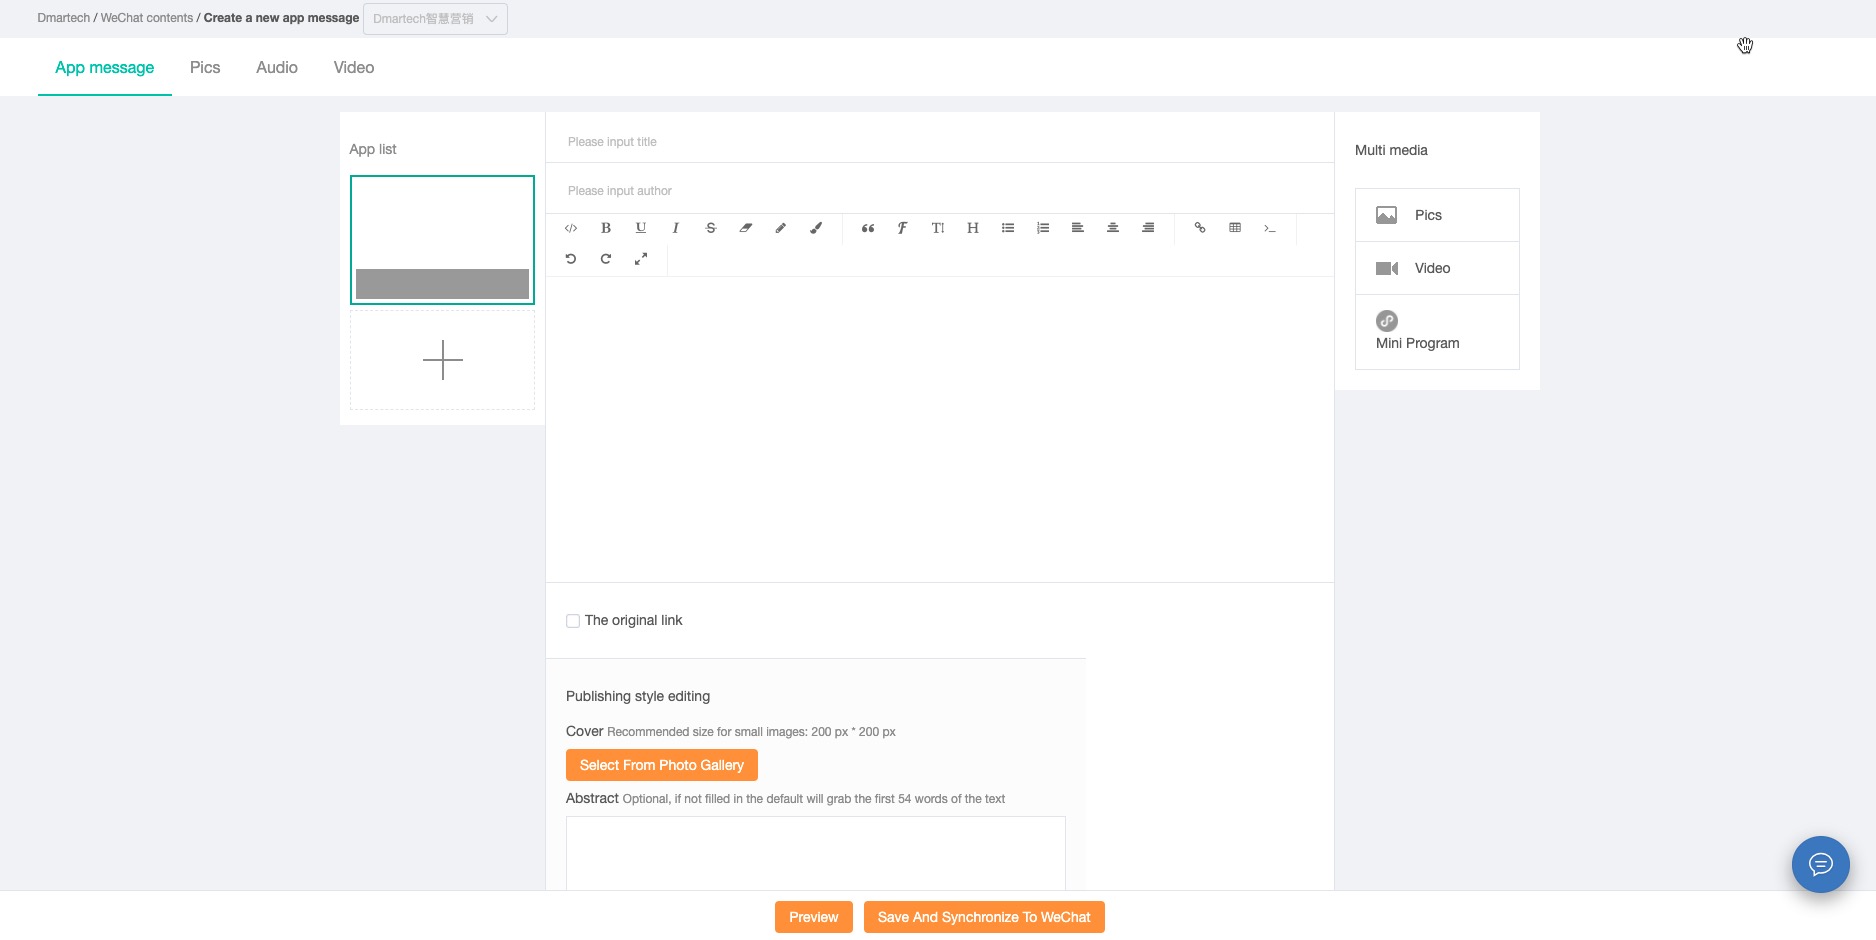 Dmartech / WeChat contents / Create a new app message Dmartech智慧营销
App message Pics Audio Video
App list
Please input title
Please input author
Multi media
Pics
Video
Mini Program
The original link
Publishing style editing
Cover Recommended size for small images: 200 px * 200 px
Select From Photo Gallery
Abstract Optional, if not filled in the default will grab the first 54 words of the text
Preview Save And Synchronize To WeChat